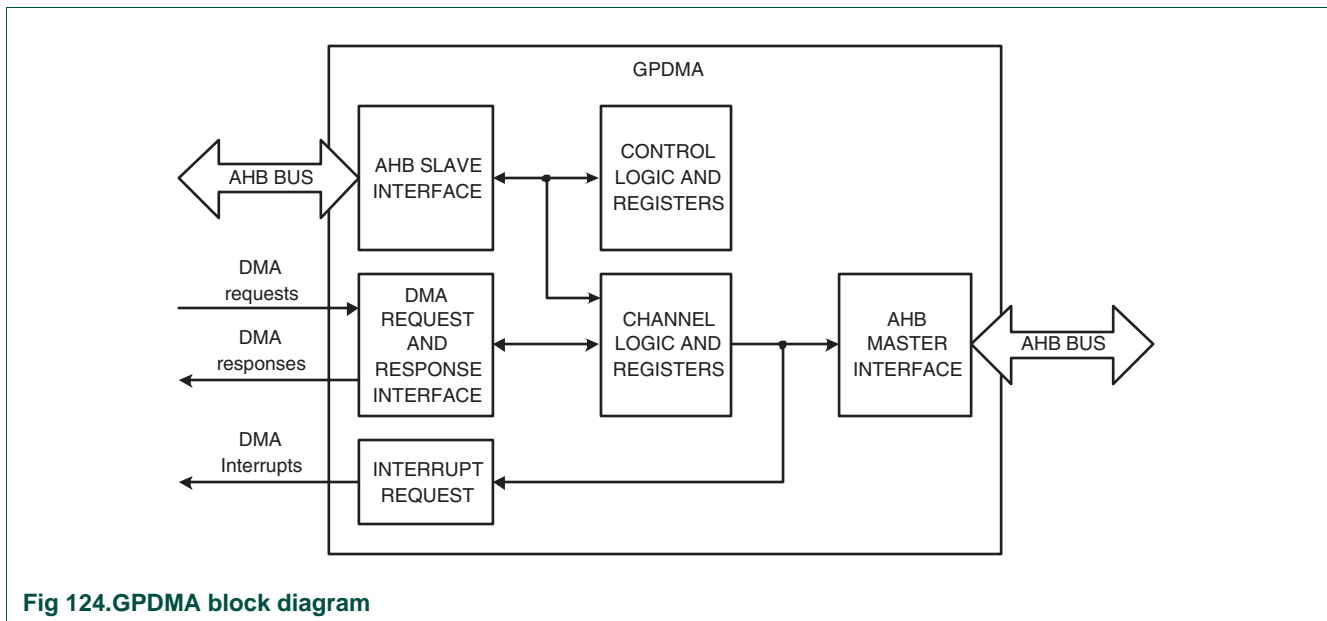 GPDMA
AHB BUS
AHB SLAVE
INTERFACE
CONTROL
LOGIC AND
REGISTERS
DMA
requests
DMA
responses
DMA
REQUEST
AND
RESPONSE
INTERFACE
CHANNEL
LOGIC AND
REGISTERS
AHB
MASTER
INTERFACE
AHB BUS
DMA
Interrupts
INTERRUPT
REQUEST
Fig 124.GPDMA block diagram